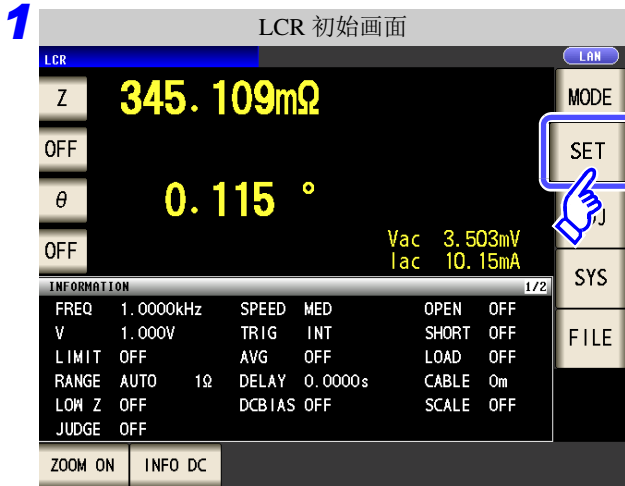 1
LCR 初始画面
LCR
LAN
Z 345.109mΩ
MODE
OFF
SET
θ 0.115 °
OFF
Vac 3.503mV
Iac 10.15mA
SYS
INFORMATION 1/2
FREQ 1.0000kHz SPEED MED OPEN OFF
V 1.000V TRIG INT SHORT OFF
FILE
LIMIT OFF AVG OFF LOAD OFF
RANGE AUTO 1Ω DELAY 0.0000s CABLE 0m
LOW Z OFF DCBIAS OFF SCALE OFF
JUDGE OFF
ZOOM ON INFO DC